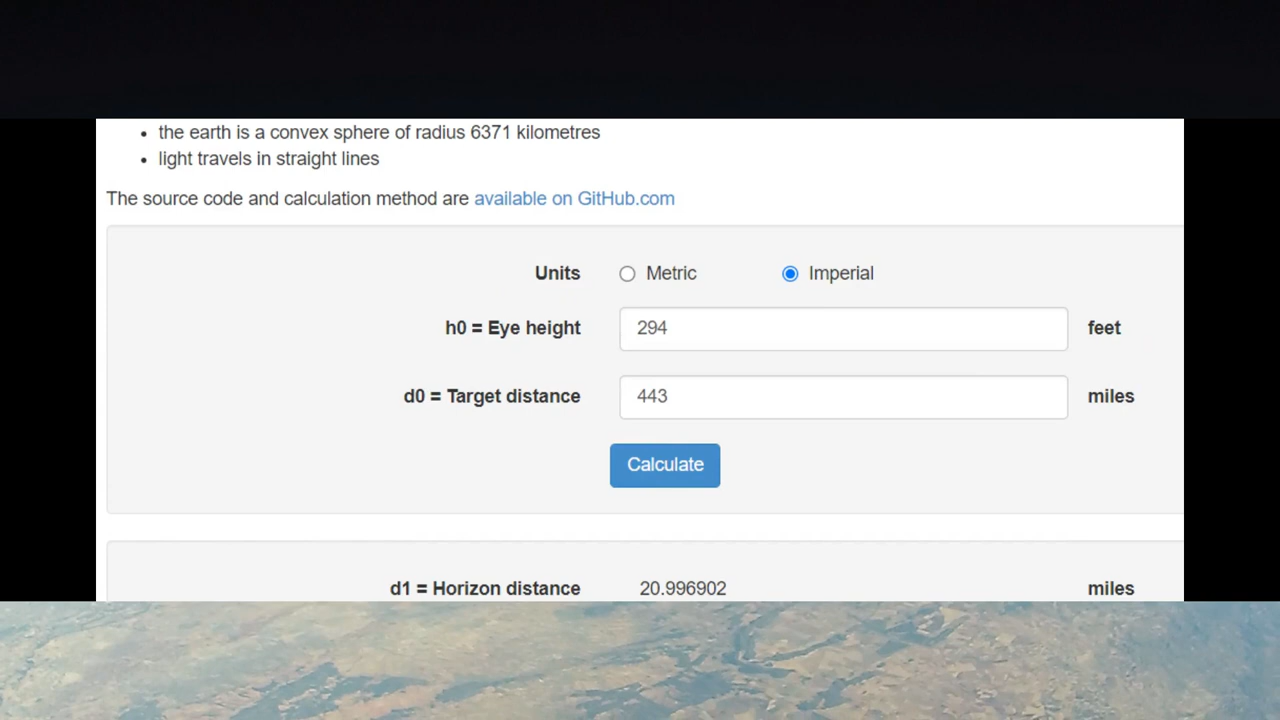 the earth is a convex sphere of radius 6371 kilometres
light travels in straight lines
The source code and calculation method are available on GitHub.com
Units Metric Imperial
h0 = Eye height 294 feet
d0 = Target distance 443 miles
Calculate
d1 = Horizon distance 20.996902 miles